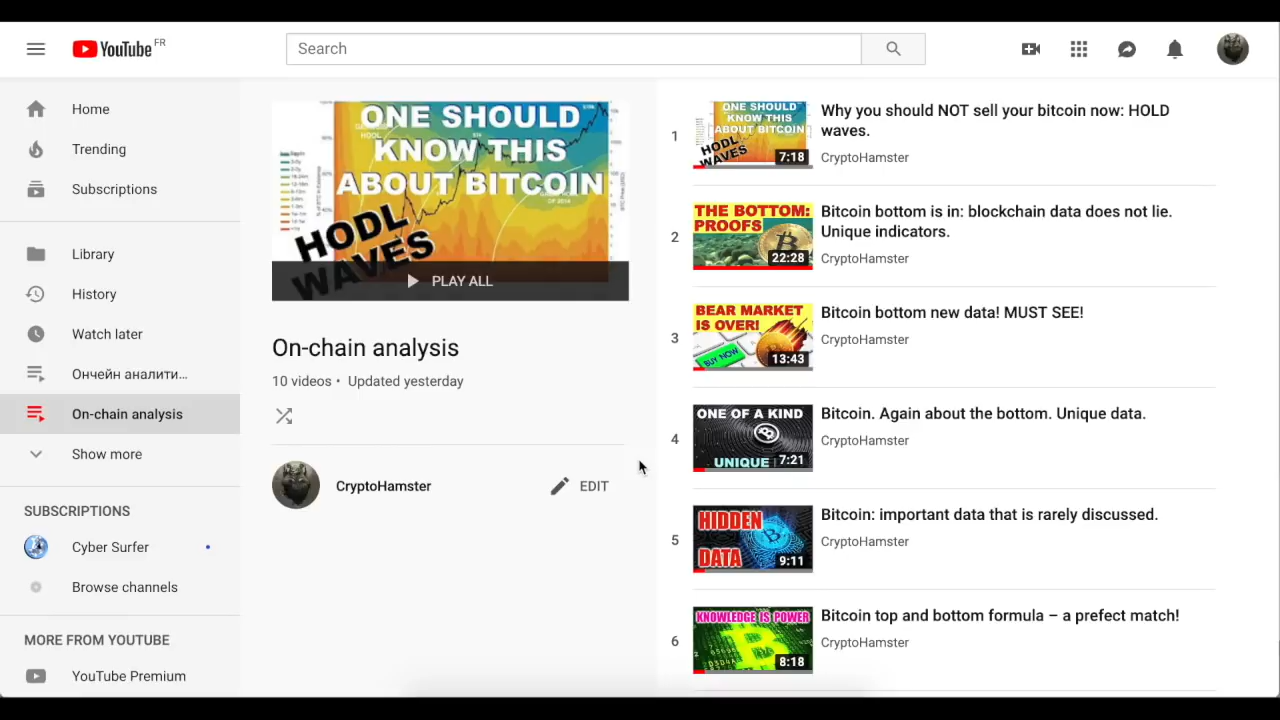 YouTube FR
Search
Home
Trending
Subscriptions
Library
History
Watch later
Ончейн аналити...
On-chain analysis
Show more
SUBSCRIPTIONS
Cyber Surfer
Browse channels
MORE FROM YOUTUBE
YouTube Premium
ONE SHOULD
KNOW THIS
ABOUT BITCOIN
HODL
WAVES
PLAY ALL
On-chain analysis
10 videos • Updated yesterday
CryptoHamster
EDIT
1
ONE SHOULD
KNOW THIS
ABOUT BITCOIN
HODL
WAVES
7:18
Why you should NOT sell your bitcoin now: HOLD
waves.
CryptoHamster
2
THE BOTTOM:
PROOFS
22:28
Bitcoin bottom is in: blockchain data does not lie.
Unique indicators.
CryptoHamster
3
BEAR MARKET
IS OVER!
BUY NOW
13:43
Bitcoin bottom new data! MUST SEE!
CryptoHamster
4
ONE OF A KIND
UNIQUE
7:21
Bitcoin. Again about the bottom. Unique data.
CryptoHamster
5
HIDDEN
DATA
9:11
Bitcoin: important data that is rarely discussed.
CryptoHamster
6
KNOWLEDGE IS POWER
8:18
Bitcoin top and bottom formula – a prefect match!
CryptoHamster